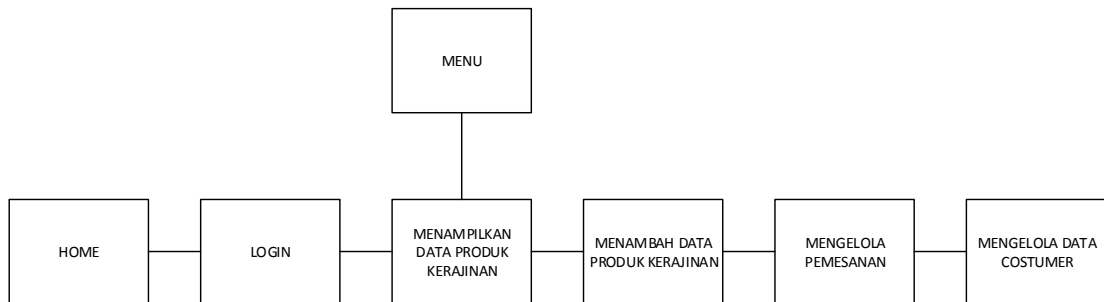 MENU
HOME
LOGIN
MENAMPILKAN
DATA PRODUK
KERAJINAN
MENAMBAH DATA
PRODUK KERAJINAN
MENGELOLA
PEMESANAN
MENGELOLA DATA
COSTUMER